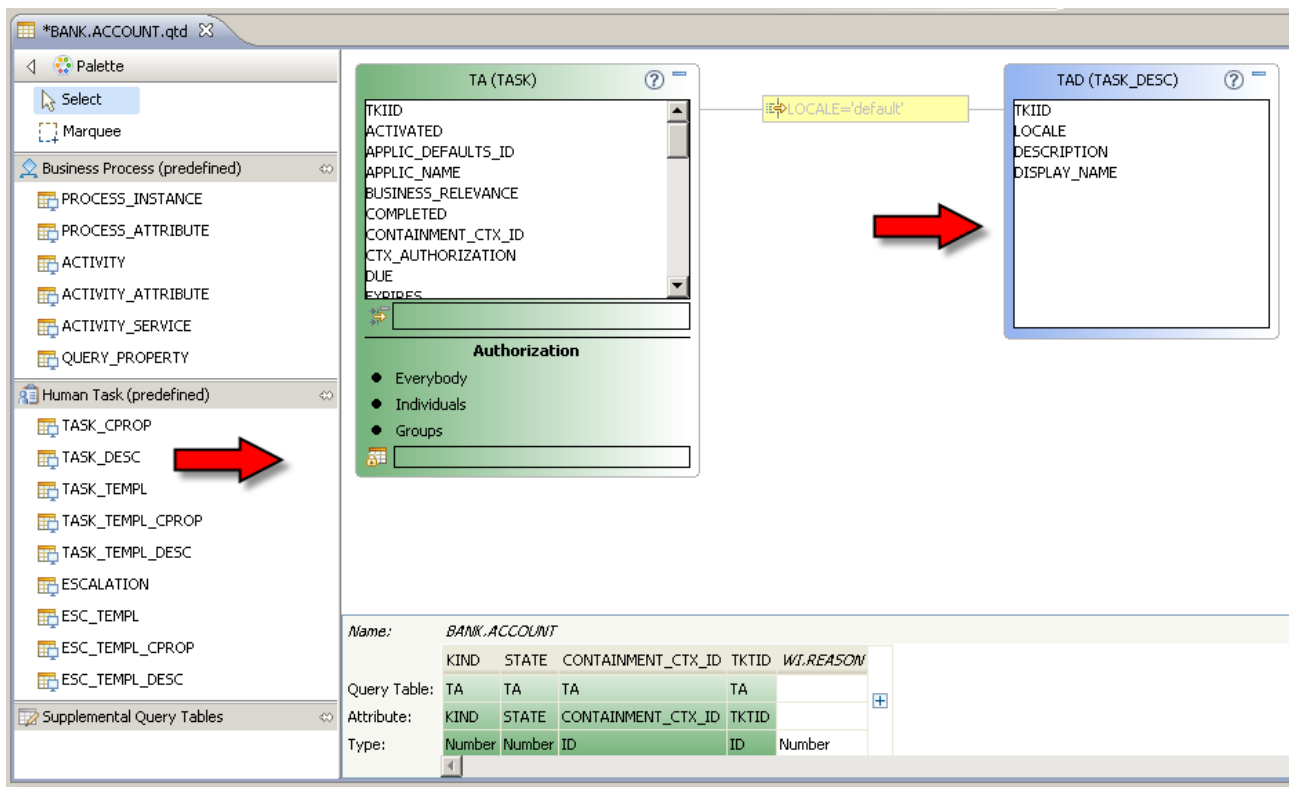 *BANK.ACCOUNT.qtd
Palette
Select
Marquee
Business Process (predefined)
PROCESS_INSTANCE
PROCESS_ATTRIBUTE
ACTIVITY
ACTIVITY_ATTRIBUTE
ACTIVITY_SERVICE
QUERY_PROPERTY
Human Task (predefined)
TASK_CPROP
TASK_DESC
TASK_TEMPL
TASK_TEMPL_CPROP
TASK_TEMPL_DESC
ESCALATION
ESC_TEMPL
ESC_TEMPL_CPROP
ESC_TEMPL_DESC
Supplemental Query Tables
TA (TASK)
TKIID
ACTIVATED
APPLIC_DEFAULTS_ID
APPLIC_NAME
BUSINESS_RELEVANCE
COMPLETED
CONTAINMENT_CTX_ID
CTX_AUTHORIZATION
DUE
EXPIRES
Authorization
Everybody
Individuals
Groups
LOCALE='default'
TAD (TASK_DESC)
TKIID
LOCALE
DESCRIPTION
DISPLAY_NAME
Name: BANK.ACCOUNT
KIND STATE CONTAINMENT_CTX_ID TKTID WI.REASON
Query Table: TA TA TA TA
Attribute: KIND STATE CONTAINMENT_CTX_ID TKTID
Type: Number Number ID ID Number